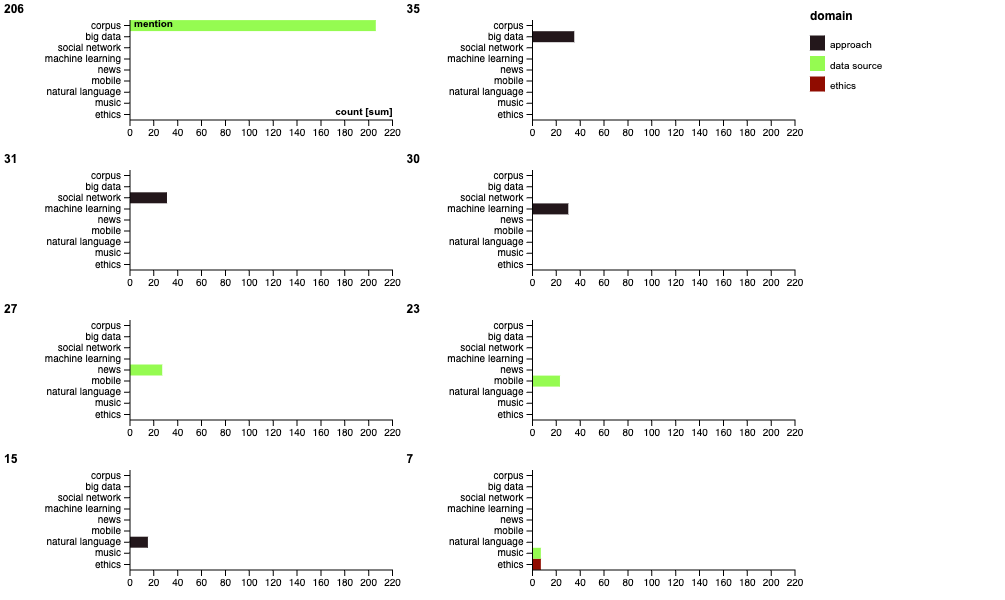 206
corpus
mention
big data
social network
machine learning
news
mobile
natural language
music
ethics
count [sum]
0 20 40 60 80 100 120 140 160 180 200 220
35
corpus
big data
social network
machine learning
news
mobile
natural language
music
ethics
0 20 40 60 80 100 120 140 160 180 200 220
domain
approach
data source
ethics
31
corpus
big data
social network
machine learning
news
mobile
natural language
music
ethics
0 20 40 60 80 100 120 140 160 180 200 220
30
corpus
big data
social network
machine learning
news
mobile
natural language
music
ethics
0 20 40 60 80 100 120 140 160 180 200 220
27
corpus
big data
social network
machine learning
news
mobile
natural language
music
ethics
0 20 40 60 80 100 120 140 160 180 200 220
23
corpus
big data
social network
machine learning
news
mobile
natural language
music
ethics
0 20 40 60 80 100 120 140 160 180 200 220
15
corpus
big data
social network
machine learning
news
mobile
natural language
music
ethics
0 20 40 60 80 100 120 140 160 180 200 220
7
corpus
big data
social network
machine learning
news
mobile
natural language
music
ethics
0 20 40 60 80 100 120 140 160 180 200 220